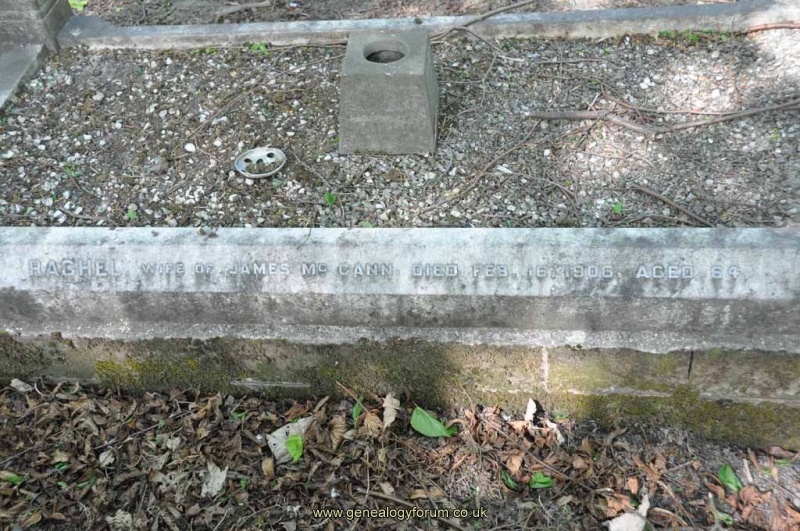 RACHEL, WIFE OF JAMES MC CANN, DIED FEB. 16. 1906, AGED 64.
www.genealogyforum.co.uk